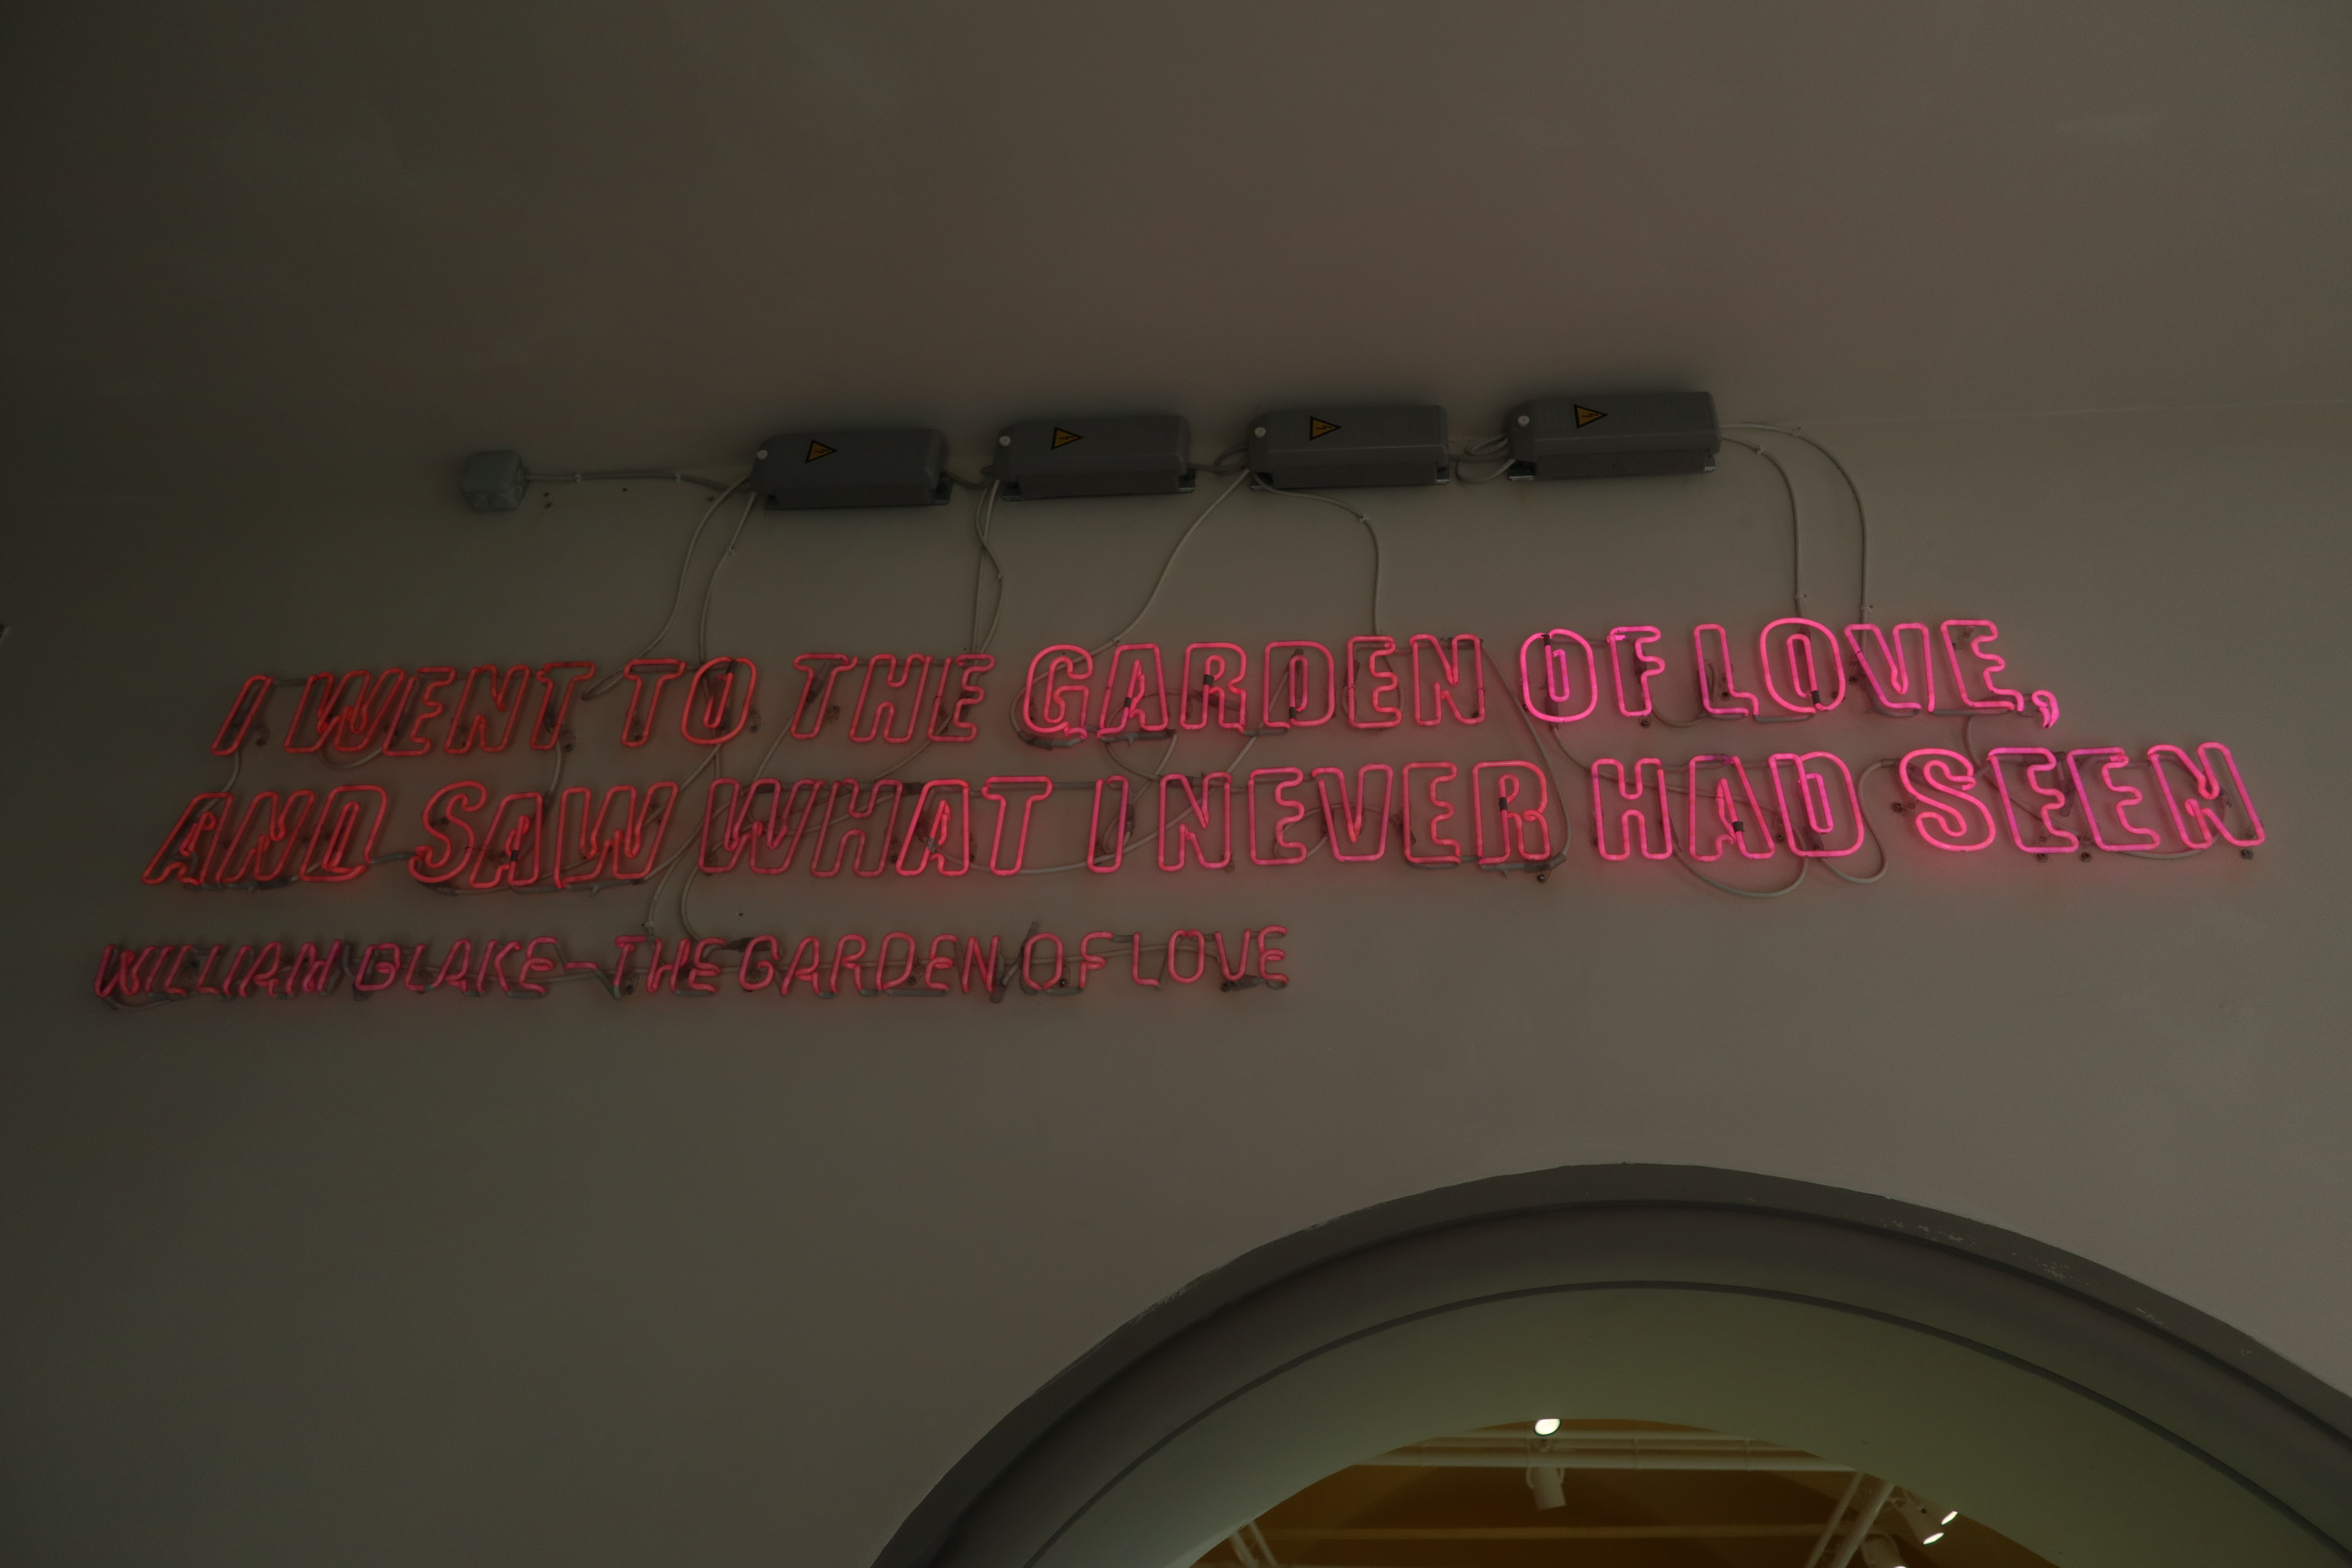 I WENT TO THE GARDEN OF LOVE,
AND SAW WHAT I NEVER HAD SEEN
WILLIAM BLAKE - THE GARDEN OF LOVE